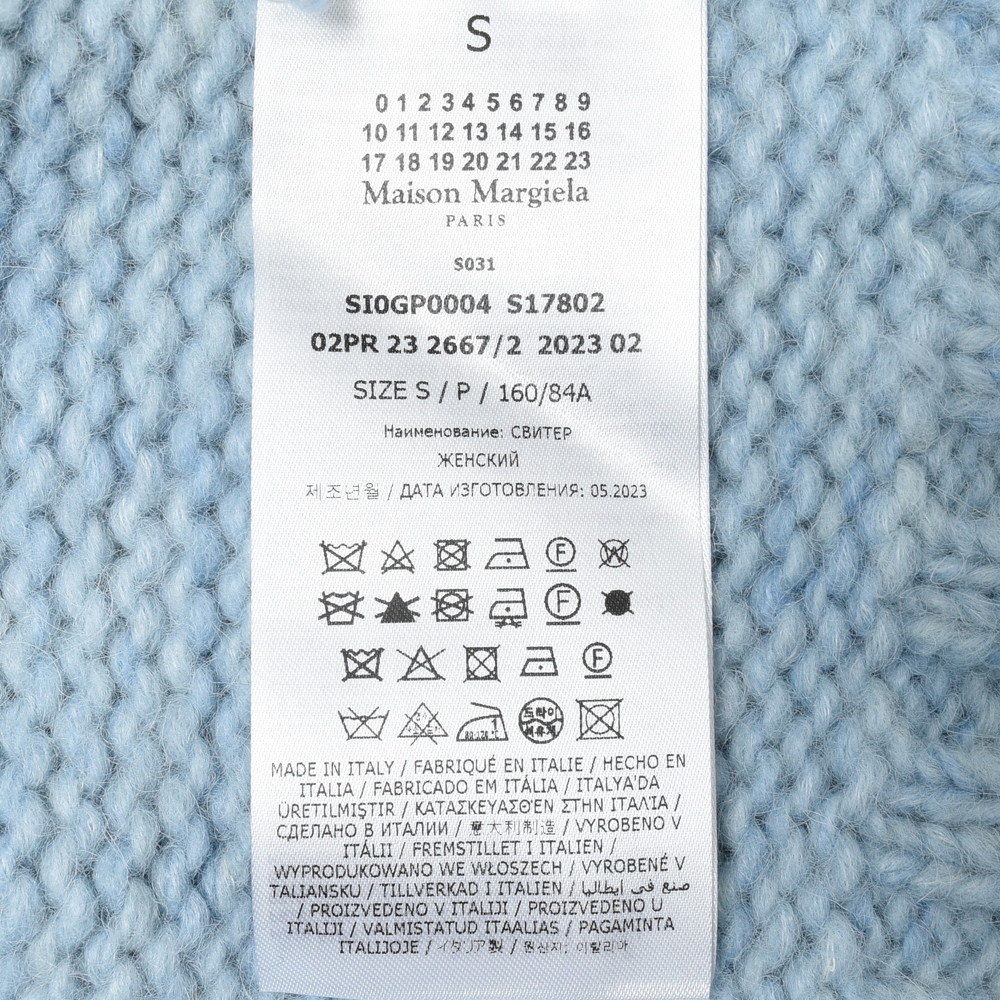 S
0 1 2 3 4 5 6 7 8 9
10 11 12 13 14 15 16
17 18 19 20 21 22 23
Maison Margiela
PARIS
S031
SI0GP0004 S17802
02PR 23 2667/2 2023 02
SIZE S / P / 160/84A
Наименование: СВИТЕР
ЖЕНСКИЙ
제조년월 / ДАТА ИЗГОТОВЛЕНИЯ: 05.2023
F W
F
F
드라이
MADE IN ITALY / FABRIQUÉ EN ITALIE / HECHO EN
ITALIA / FABRICADO EM ITÁLIA / ITALYA'DA
ÜRETILMIŞTIR / ΚΑΤΑΣΚΕΥΑΣΘΈΝ ΣΤΗΝ ΙΤΑΛΊΑ /
СДЕЛАНО В ИТАЛИИ / 意大利制造 / VYROBENO V
ITÁLII / FREMSTILLET I ITALIEN /
WYPRODUKOWANO WE WŁOSZECH / VYROBENÉ V
TALIANSKU / TILLVERKAD I ITALIEN / صنع في ايطاليا
/ PROIZVEDENO V ITALIJI / PROIZVEDENO U
ITALIJI / VALMISTATUD ITAALIAS / PAGAMINTA
ITALIJOJE / イタリア製 / 원산지: 이탈리아